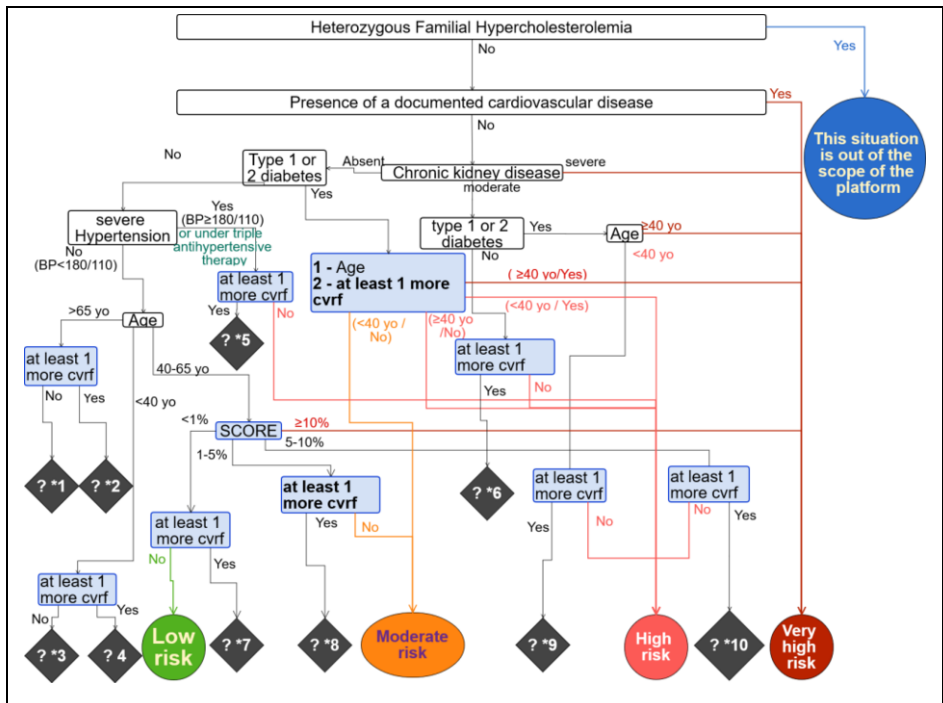 Heterozygous Familial Hypercholesterolemia
No
Yes
Presence of a documented cardiovascular disease
Yes
No
This situation
is out of the
scope of the
platform
No
Type 1 or
2 diabetes
Absent
Chronic kidney disease
severe
moderate
Yes
severe
Hypertension
Yes
(BP≥180/110)
or under triple
antihypertensive
therapy
No
(BP<180/110)
type 1 or 2
diabetes
Yes
Age
≥40 yo
<40 yo
No
at least 1
more cvrf
1 - Age
2 - at least 1 more
cvrf
( ≥40 yo/Yes)
(<40 yo / Yes)
(<40 yo /
No)
(≥40 yo
/No)
Yes
No
? *5
>65 yo
Age
at least 1
more cvrf
40-65 yo
<40 yo
No
Yes
? *1
? *2
at least 1
more cvrf
Yes
No
? *6
<1%
SCORE
≥10%
5-10%
1-5%
at least 1
more cvrf
Yes
No
? *8
at least 1
more cvrf
Yes
No
? *9
at least 1
more cvrf
No
Yes
? *10
at least 1
more cvrf
No
Yes
? *7
at least 1
more cvrf
No
Yes
? *3
? 4
Low
risk
Moderate
risk
High
risk
Very
high
risk